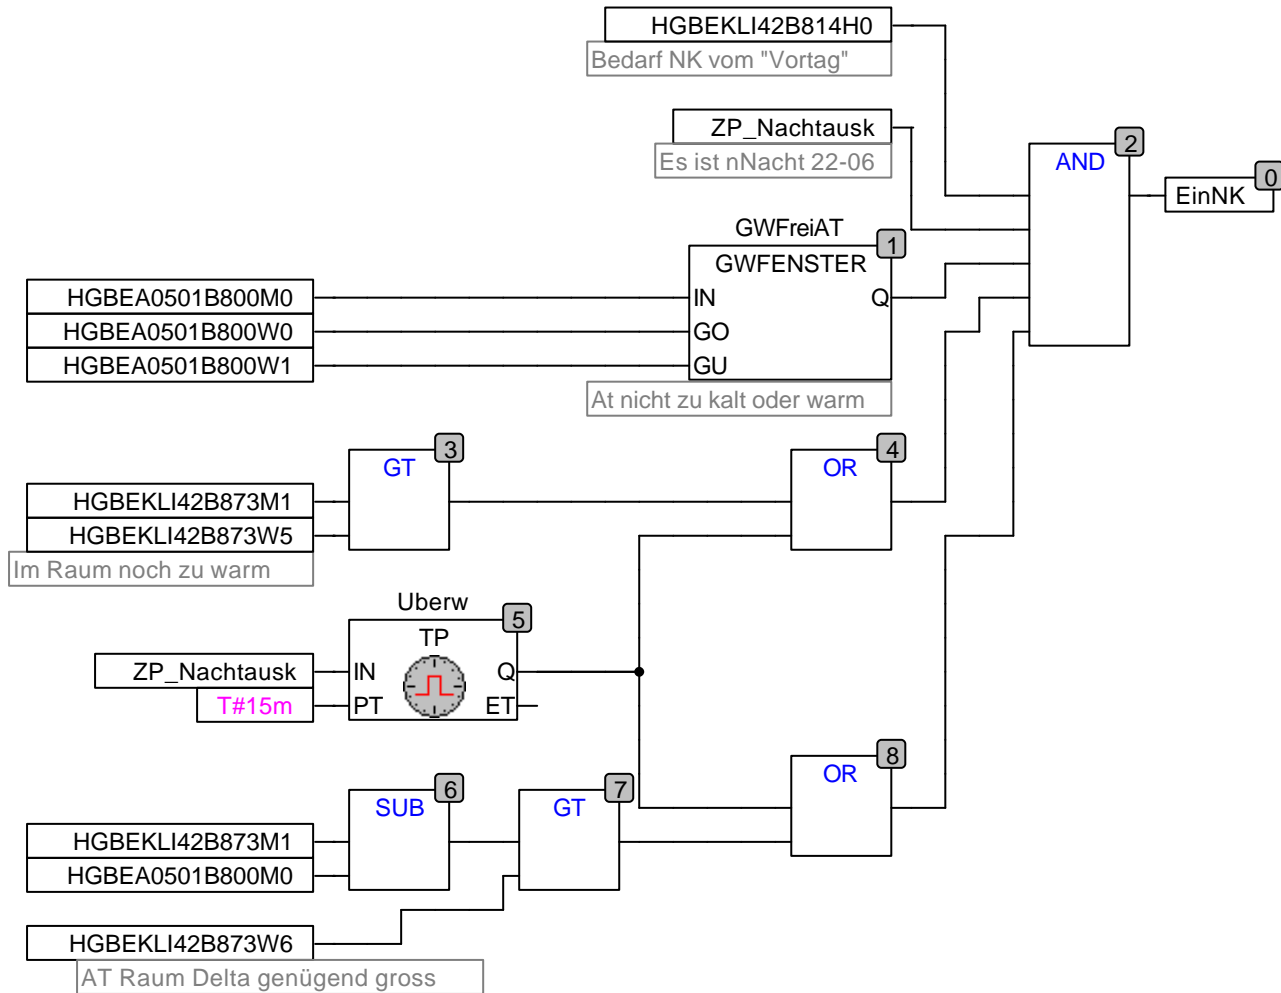 HGBEKLI42B814H0
Bedarf NK vom "Vortag"
ZP_Nachtausk
Es ist nNacht 22-06
2
AND
0
EinNK
GWFreiAT
1
GWFENSTER
HGBEA0501B800M0
IN
Q
HGBEA0501B800W0
GO
HGBEA0501B800W1
GU
At nicht zu kalt oder warm
3
GT
4
OR
HGBEKLI42B873M1
HGBEKLI42B873W5
Im Raum noch zu warm
Uberw
5
TP
ZP_Nachtausk
IN
Q
T#15m
PT
ET
6
SUB
7
GT
8
OR
HGBEKLI42B873M1
HGBEA0501B800M0
HGBEKLI42B873W6
AT Raum Delta genügend gross